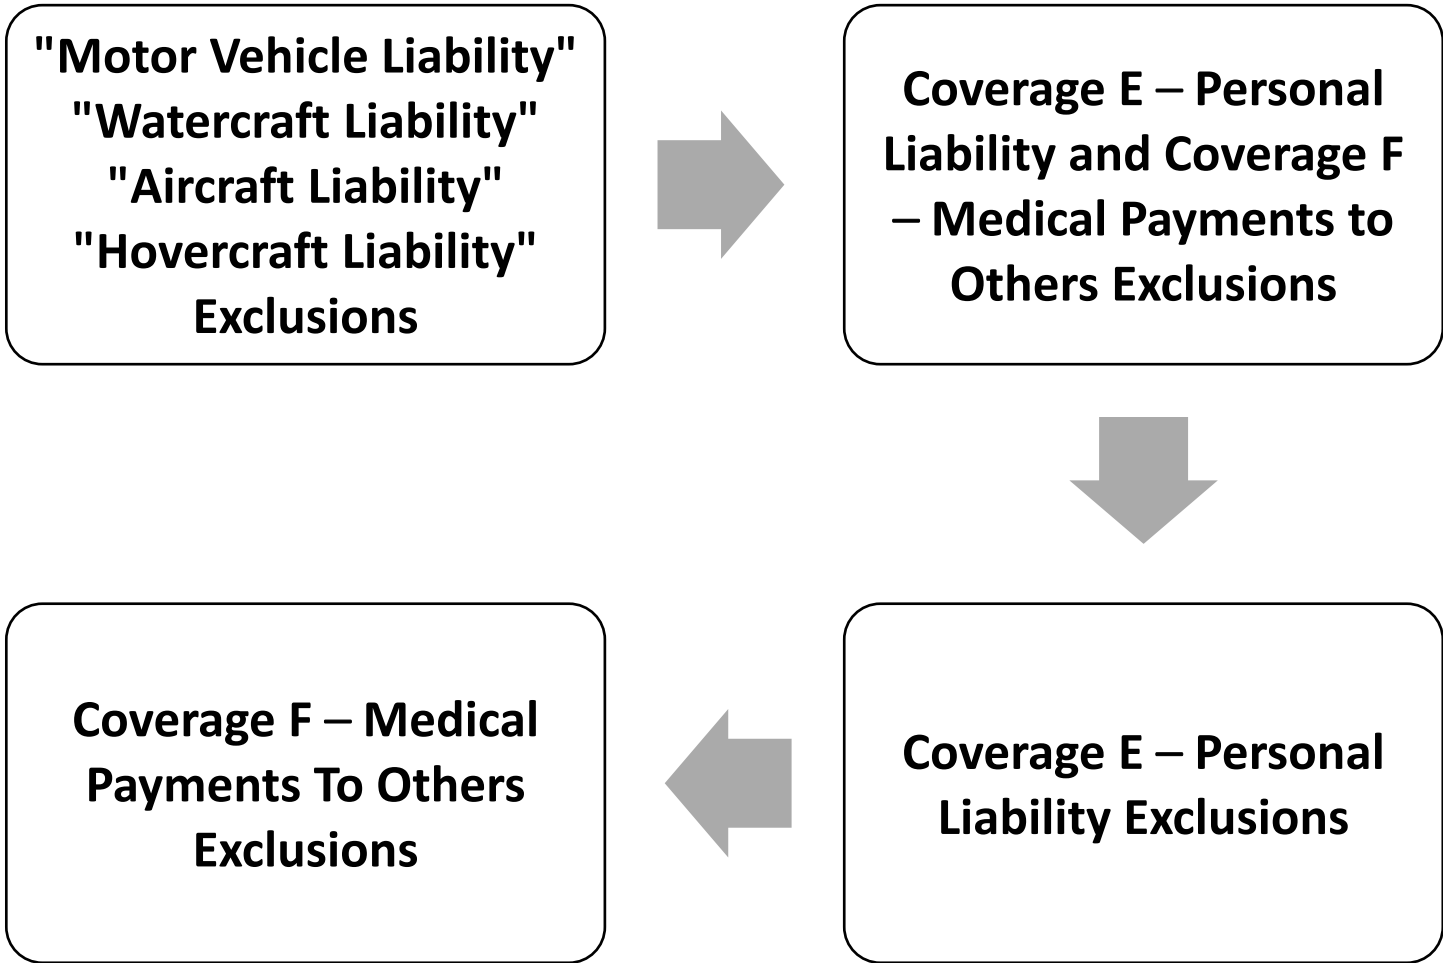 "Motor Vehicle Liability"
"Watercraft Liability"
"Aircraft Liability"
"Hovercraft Liability"
Exclusions
Coverage E – Personal
Liability and Coverage F
– Medical Payments to
Others Exclusions
Coverage E – Personal
Liability Exclusions
Coverage F – Medical
Payments To Others
Exclusions